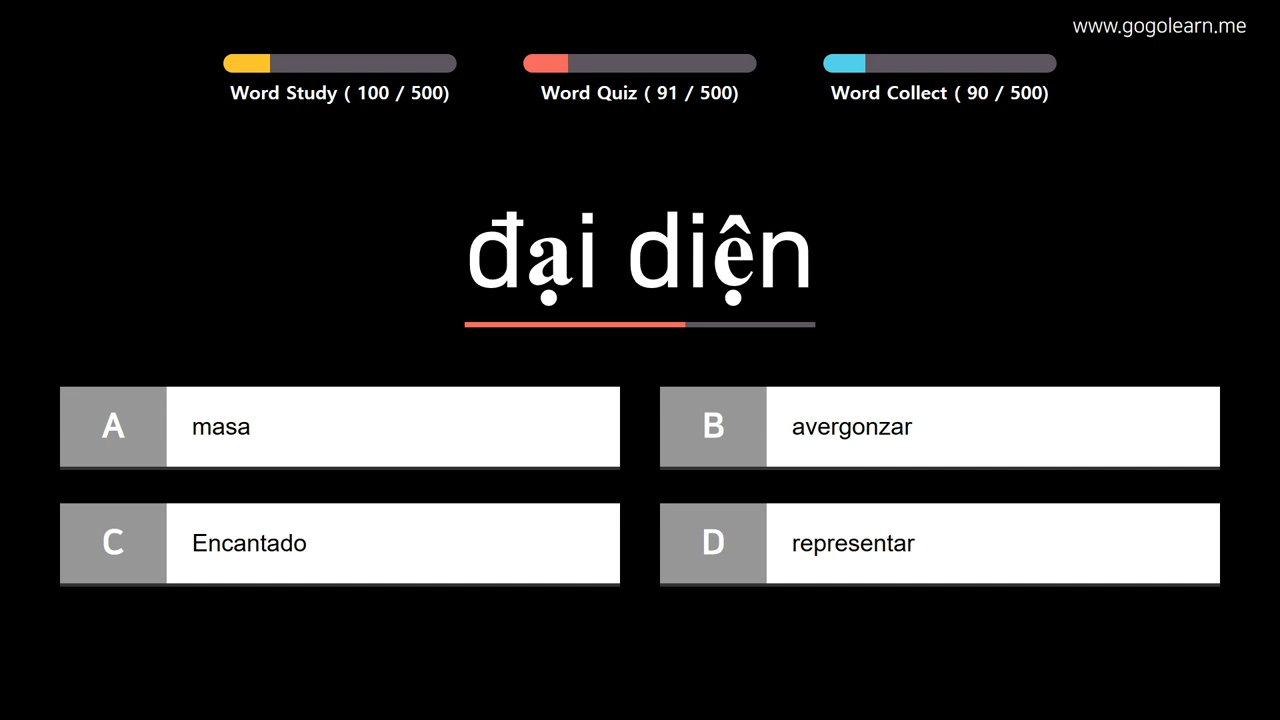 www.gogolearn.me
Word Study ( 100 / 500)
Word Quiz ( 91 / 500)
Word Collect ( 90 / 500)
đại diện
A masa
B avergonzar
C Encantado
D representar